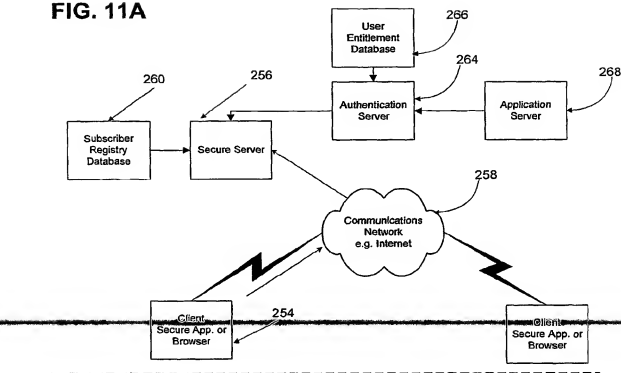 FIG. 11A
User
Entitlement
Database
266
264
260
256
268
Authentication
Server
Application
Server
Subscriber
Registry
Database
Secure Server
258
Communications
Network
e.g. Internet
Client
Secure App. or
Browser
254
Client
Secure App. or
Browser